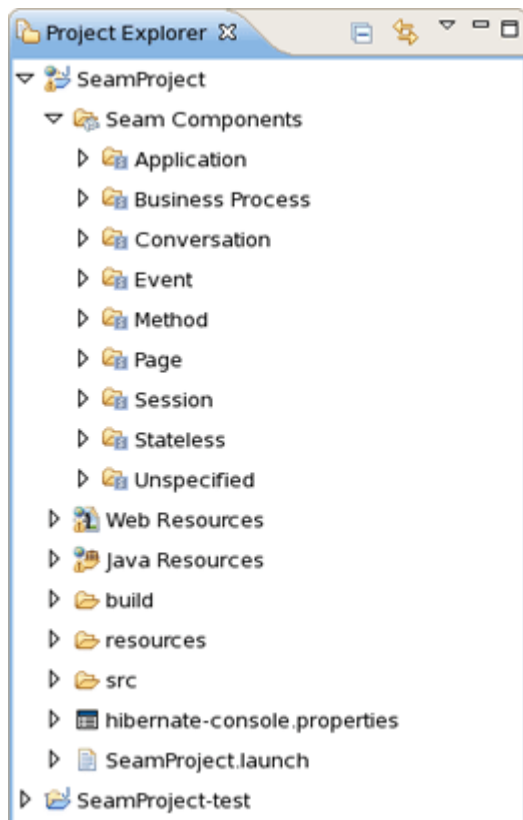 Project Explorer
SeamProject
Seam Components
Application
Business Process
Conversation
Event
Method
Page
Session
Stateless
Unspecified
Web Resources
Java Resources
build
resources
src
hibernate-console.properties
SeamProject.launch
SeamProject-test